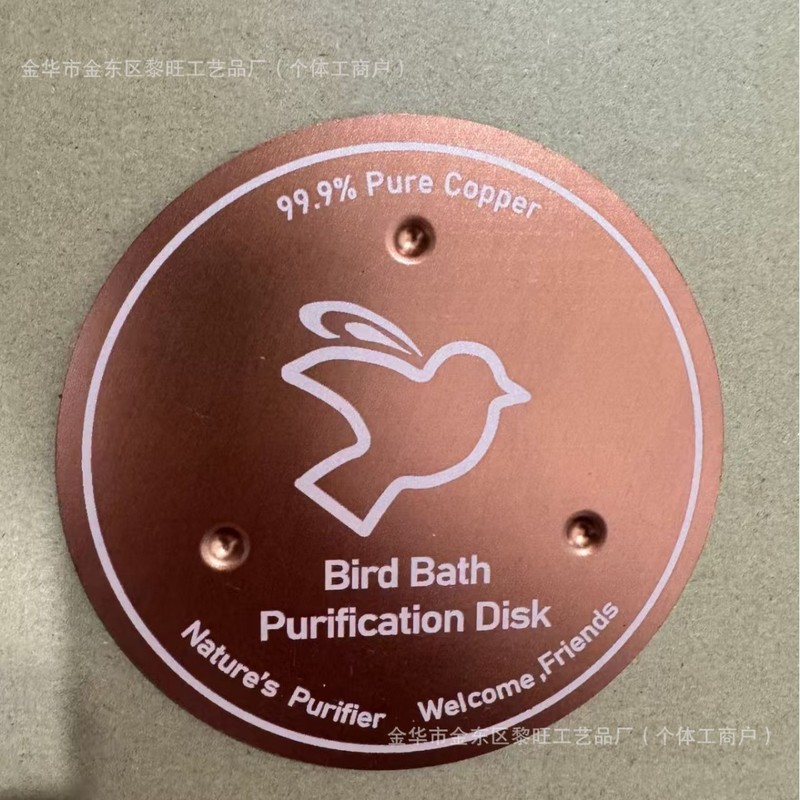 金华市金东区黎旺工艺品厂（个体工商户）
99.9% Pure Copper
Bird Bath
Purification Disk
Nature's Purifier Welcome,Friends
金华市金东区黎旺工艺品厂（个体工商户）